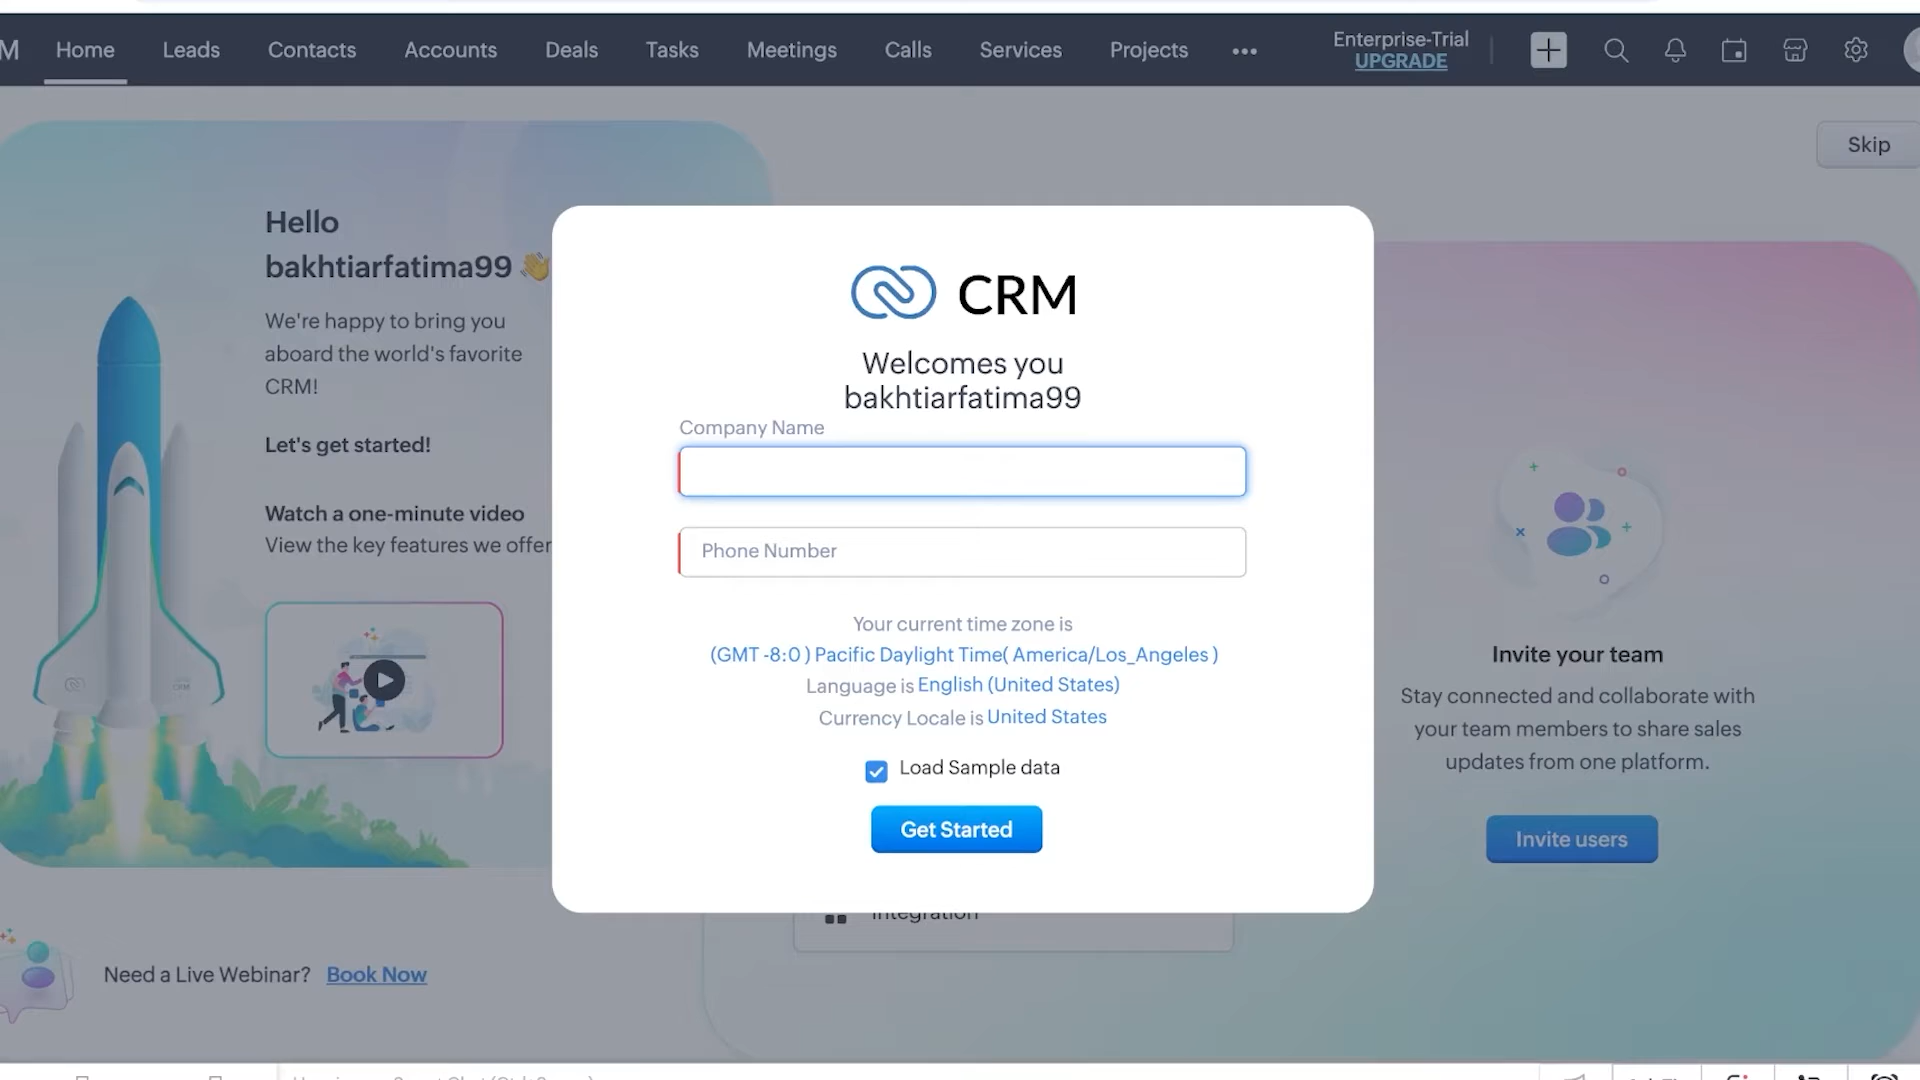 M Home Leads Contacts Accounts Deals Tasks Meetings Calls Services Projects ••• Enterprise-Trial
UPGRADE
Skip
Hello
bakhtiarfatima99 👋
We're happy to bring you
aboard the world's favorite
CRM!
Let's get started!
Watch a one-minute video
View the key features we offer
CRM
Need a Live Webinar? Book Now
CRM
Welcomes you
bakhtiarfatima99
Company Name
Phone Number
Your current time zone is
(GMT -8:0 ) Pacific Daylight Time( America/Los_Angeles )
Language is English (United States)
Currency Locale is United States
Load Sample data
Get Started
Integration
Invite your team
Stay connected and collaborate with
your team members to share sales
updates from one platform.
Invite users